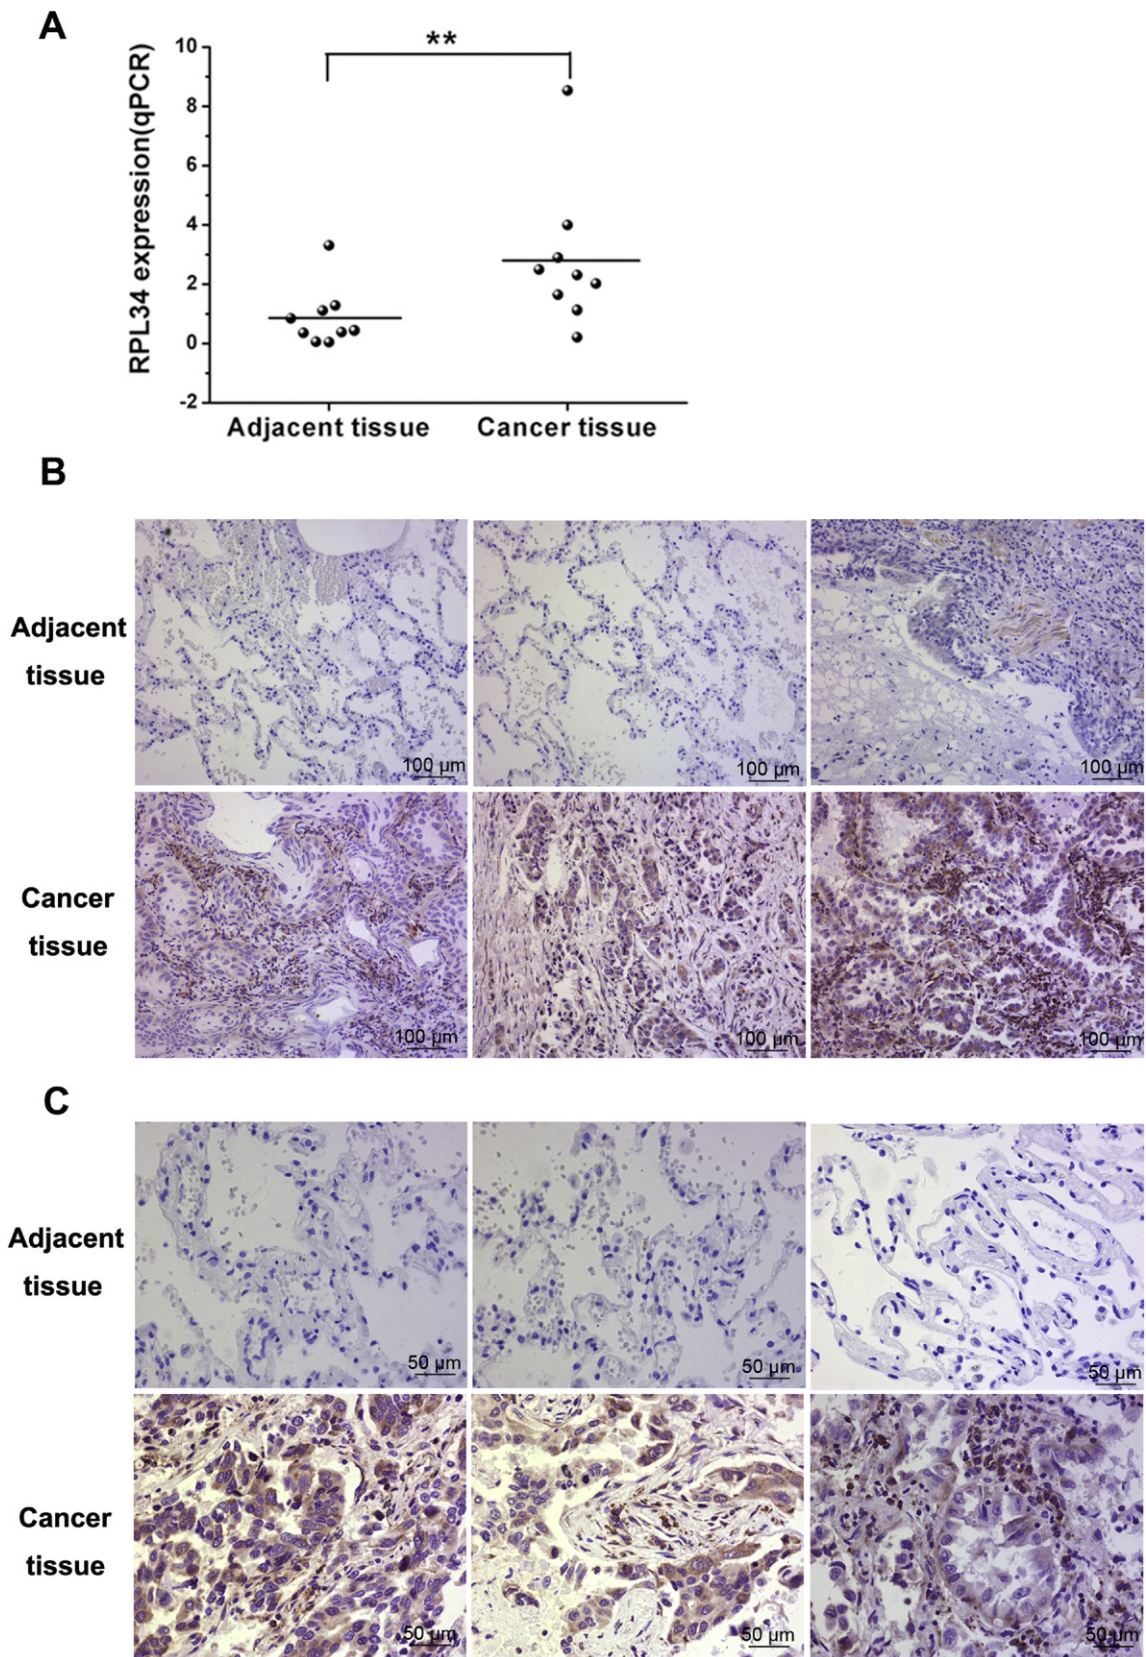 A
**
RPL34 expression(qPCR)
10
8
6
4
2
0
-2
Adjacent tissue
Cancer tissue
B
Adjacent
tissue
100 µm
100 µm
100 µm
Cancer
tissue
100 µm
100 µm
100 µm
C
Adjacent
tissue
50 µm
50 µm
50 µm
Cancer
tissue
50 µm
50 µm
50 µm